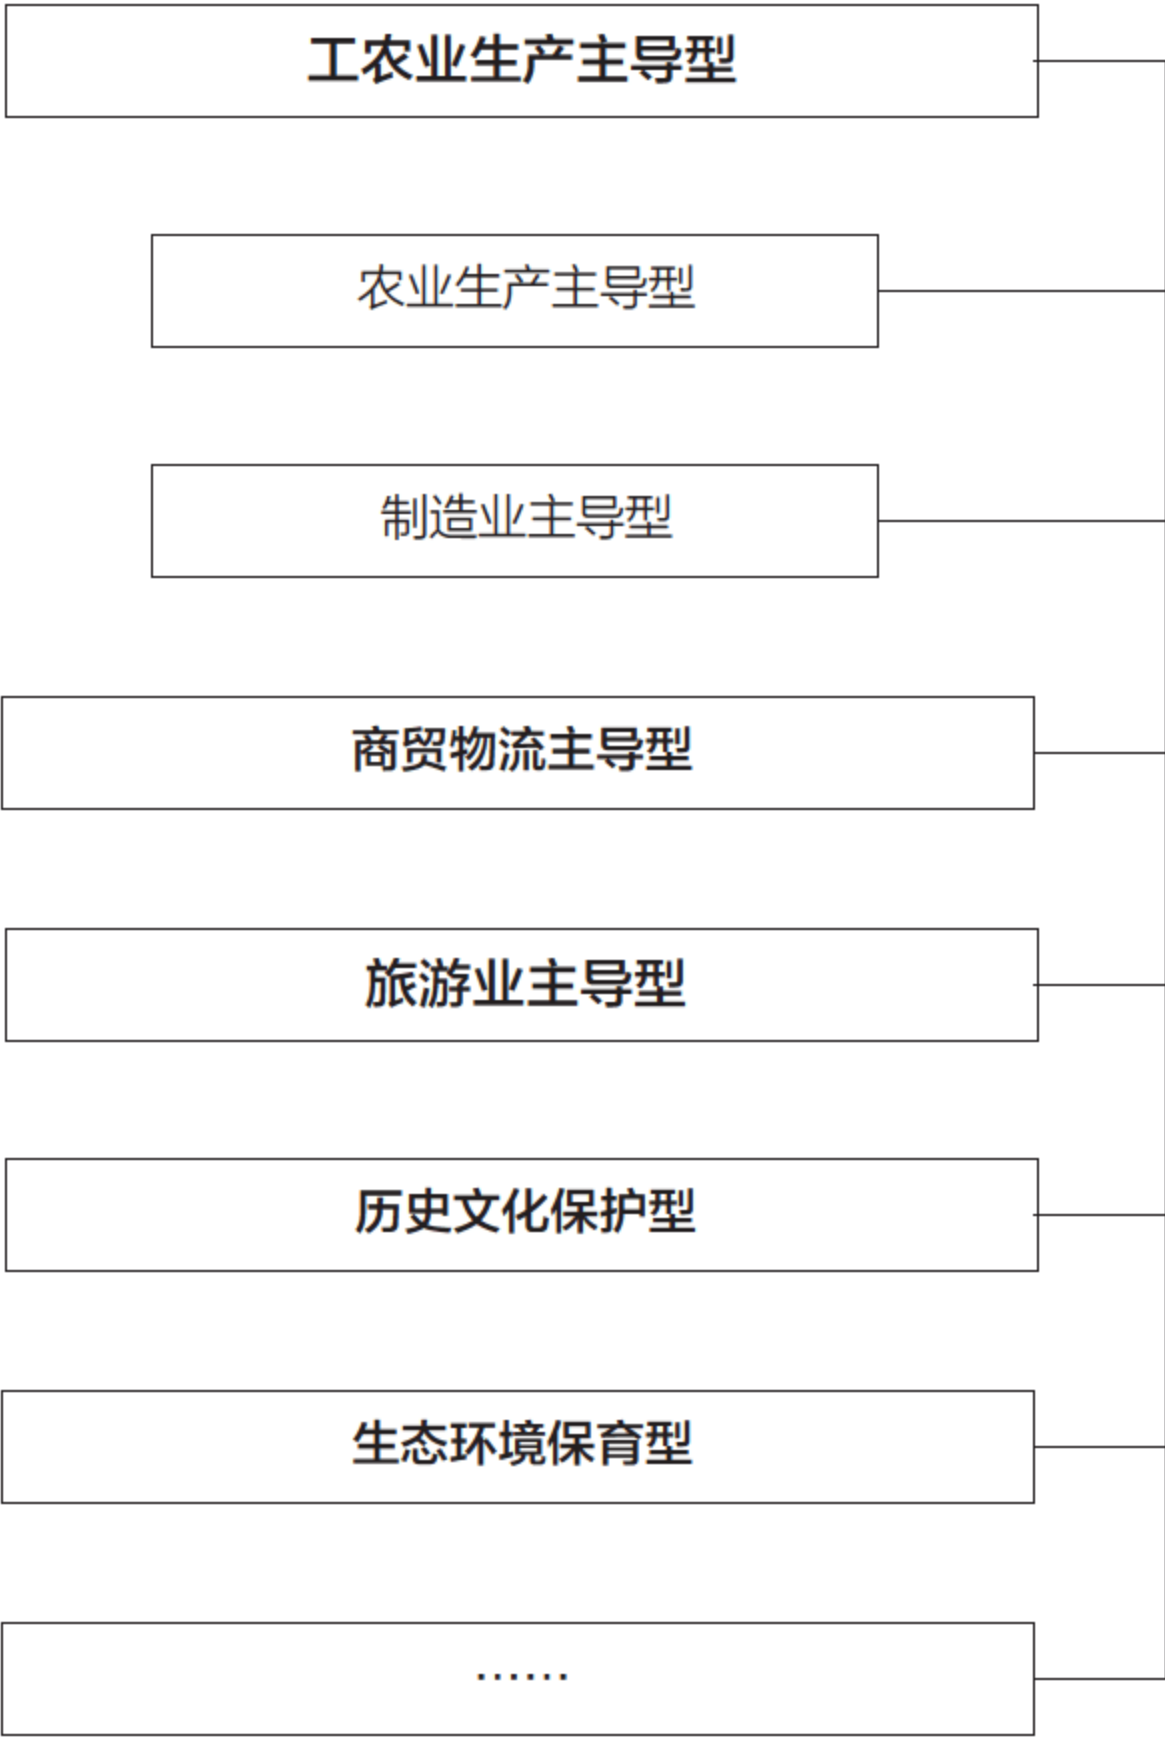 工农业生产主导型
农业生产主导型
制造业主导型
商贸物流主导型
旅游业主导型
历史文化保护型
生态环境保育型
……